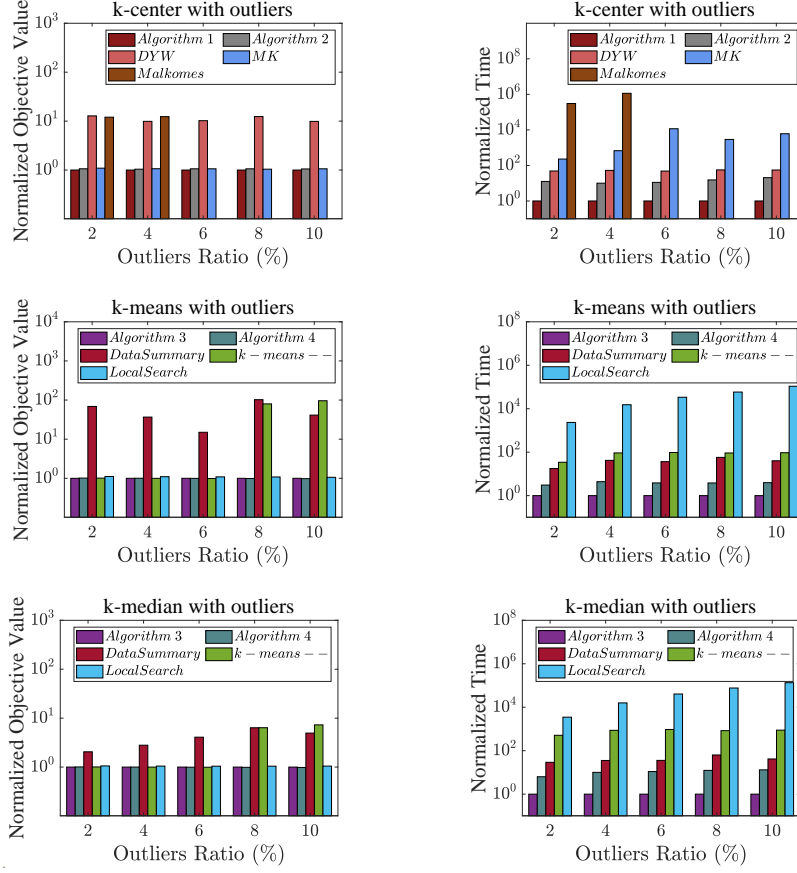 k-center with outliers
Normalized Objective Value
10^3
10^2
10^1
10^0
Algorithm 1
Algorithm 2
DYW
MK
Malkomes
2 4 6 8 10
Outliers Ratio (%)
k-center with outliers
Normalized Time
10^8
10^6
10^4
10^2
10^0
Algorithm 1
Algorithm 2
DYW
MK
Malkomes
2 4 6 8 10
Outliers Ratio (%)
k-means with outliers
Normalized Objective Value
10^4
10^3
10^2
10^1
10^0
Algorithm 3
Algorithm 4
DataSummary
k − means − −
LocalSearch
2 4 6 8 10
Outliers Ratio (%)
k-means with outliers
Normalized Time
10^8
10^6
10^4
10^2
10^0
Algorithm 3
Algorithm 4
DataSummary
k − means − −
LocalSearch
2 4 6 8 10
Outliers Ratio (%)
k-median with outliers
Normalized Objective Value
10^3
10^2
10^1
10^0
Algorithm 3
Algorithm 4
DataSummary
k − means − −
LocalSearch
2 4 6 8 10
Outliers Ratio (%)
k-median with outliers
Normalized Time
10^8
10^6
10^4
10^2
10^0
Algorithm 3
Algorithm 4
DataSummary
k − means − −
LocalSearch
2 4 6 8 10
Outliers Ratio (%)